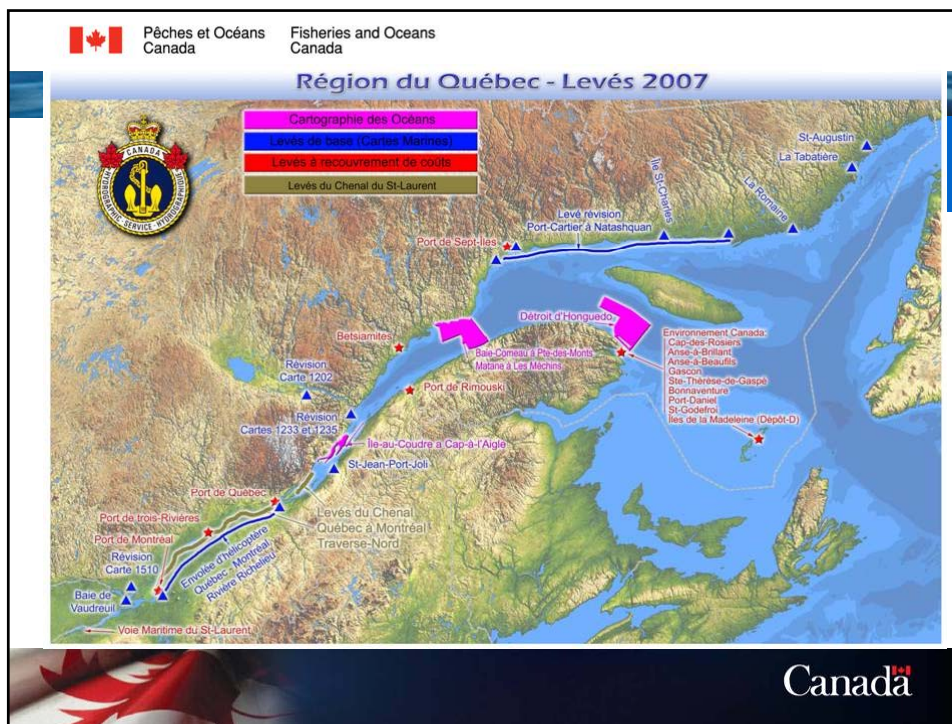 Pêches et Océans
Canada
Fisheries and Oceans
Canada
Région du Québec - Levés 2007
CANADA
HYDROGRAPHIC - SERVICE - HYDROGRAPHIQUE
Cartographie des Océans
Levés de base (Cartes Marines)
Levés à recouvrement de coûts
Levés du Chenal du St-Laurent
St-Augustin
La Tabatière
La Romaine
Ile St-Charles
Levé révision
Port-Cartier à Natashquan
Port de Sept-Iles
Détroit d'Honguedo
Betsiamites
Baie-Comeau à Pte-des-Monts
Matane à Les Méchins
Environnement Canada:
Cap-des-Rosiers
Anse-à-Brillant
Anse-à-Beaufils
Gascon
Ste-Thérèse-de-Gaspé
Bonnaventure
Port-Daniel
St-Godefroi
Îles de la Madeleine (Dépôt-D)
Révision
Carte 1202
Port de Rimouski
Révision
Cartes 1233 et 1235
Île-au-Coudre a Cap-à-l'Aigle
St-Jean-Port-Joli
Port de Québec
Levés du Chenal
Québec à Montréal
Traverse-Nord
Port de trois-Rivières
Port de Montréal
Envolée d'hélicoptère
Québec - Montréal
Rivière Richelieu
Révision
Carte 1510
Baie de
Vaudreuil
Voie Maritime du St-Laurent
Canada